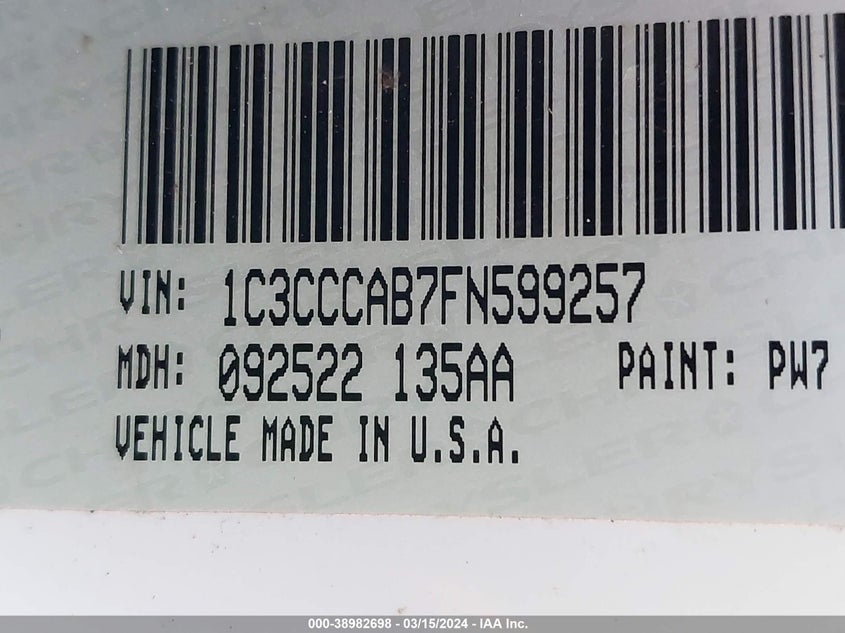 VIN: 1C3CCCAB7FN599257
MDH: 092522 135AA PAINT: PW7
VEHICLE MADE IN U.S.A.
000-38982698 - 03/15/2024 - IAA Inc.